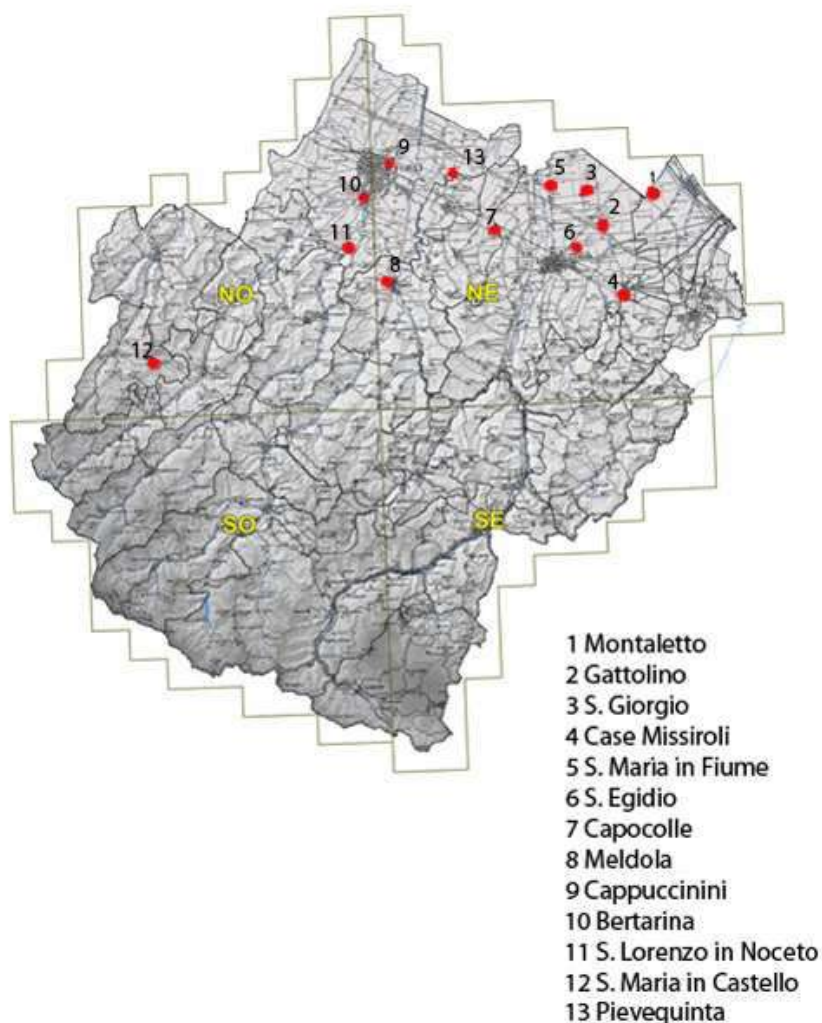 9
13
5
3
1
10
2
7
6
11
8
NO
NE
4
12
SO
SE
1 Montaletto
2 Gattolino
3 S. Giorgio
4 Case Missiroli
5 S. Maria in Fiume
6 S. Egidio
7 Capocolle
8 Meldola
9 Cappuccinini
10 Bertarina
11 S. Lorenzo in Noceto
12 S. Maria in Castello
13 Pievequinta